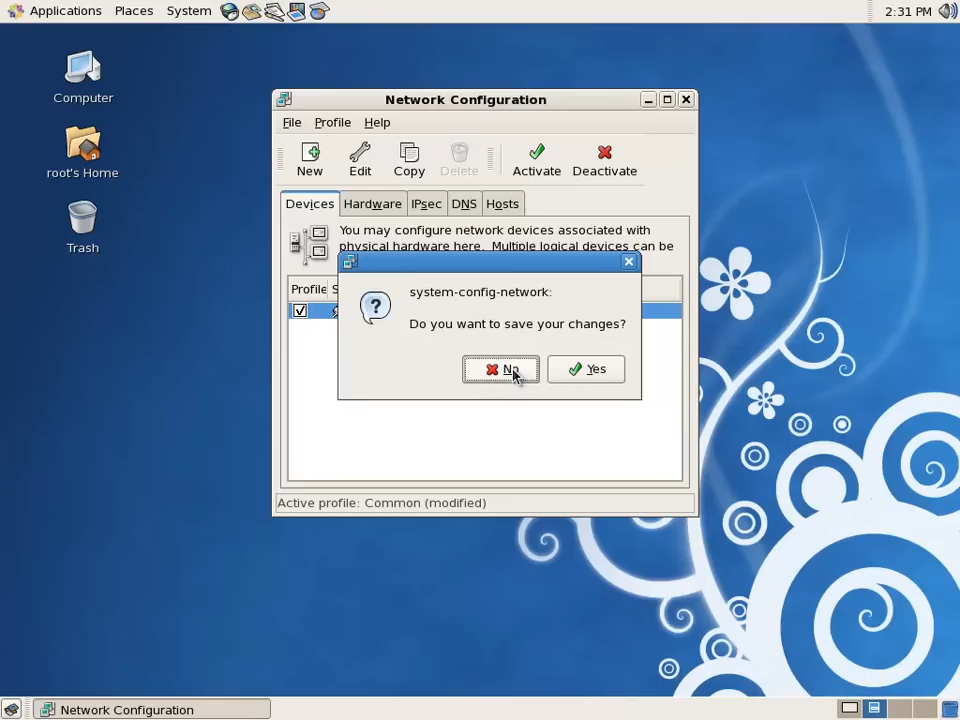 Applications Places System
2:31 PM
Computer
root's Home
Trash
Network Configuration
File Profile Help
New Edit Copy Delete Activate Deactivate
Devices Hardware IPsec DNS Hosts
You may configure network devices associated with
physical hardware here. Multiple logical devices can be
Profile
system-config-network:
Do you want to save your changes?
No Yes
Active profile: Common (modified)
Network Configuration